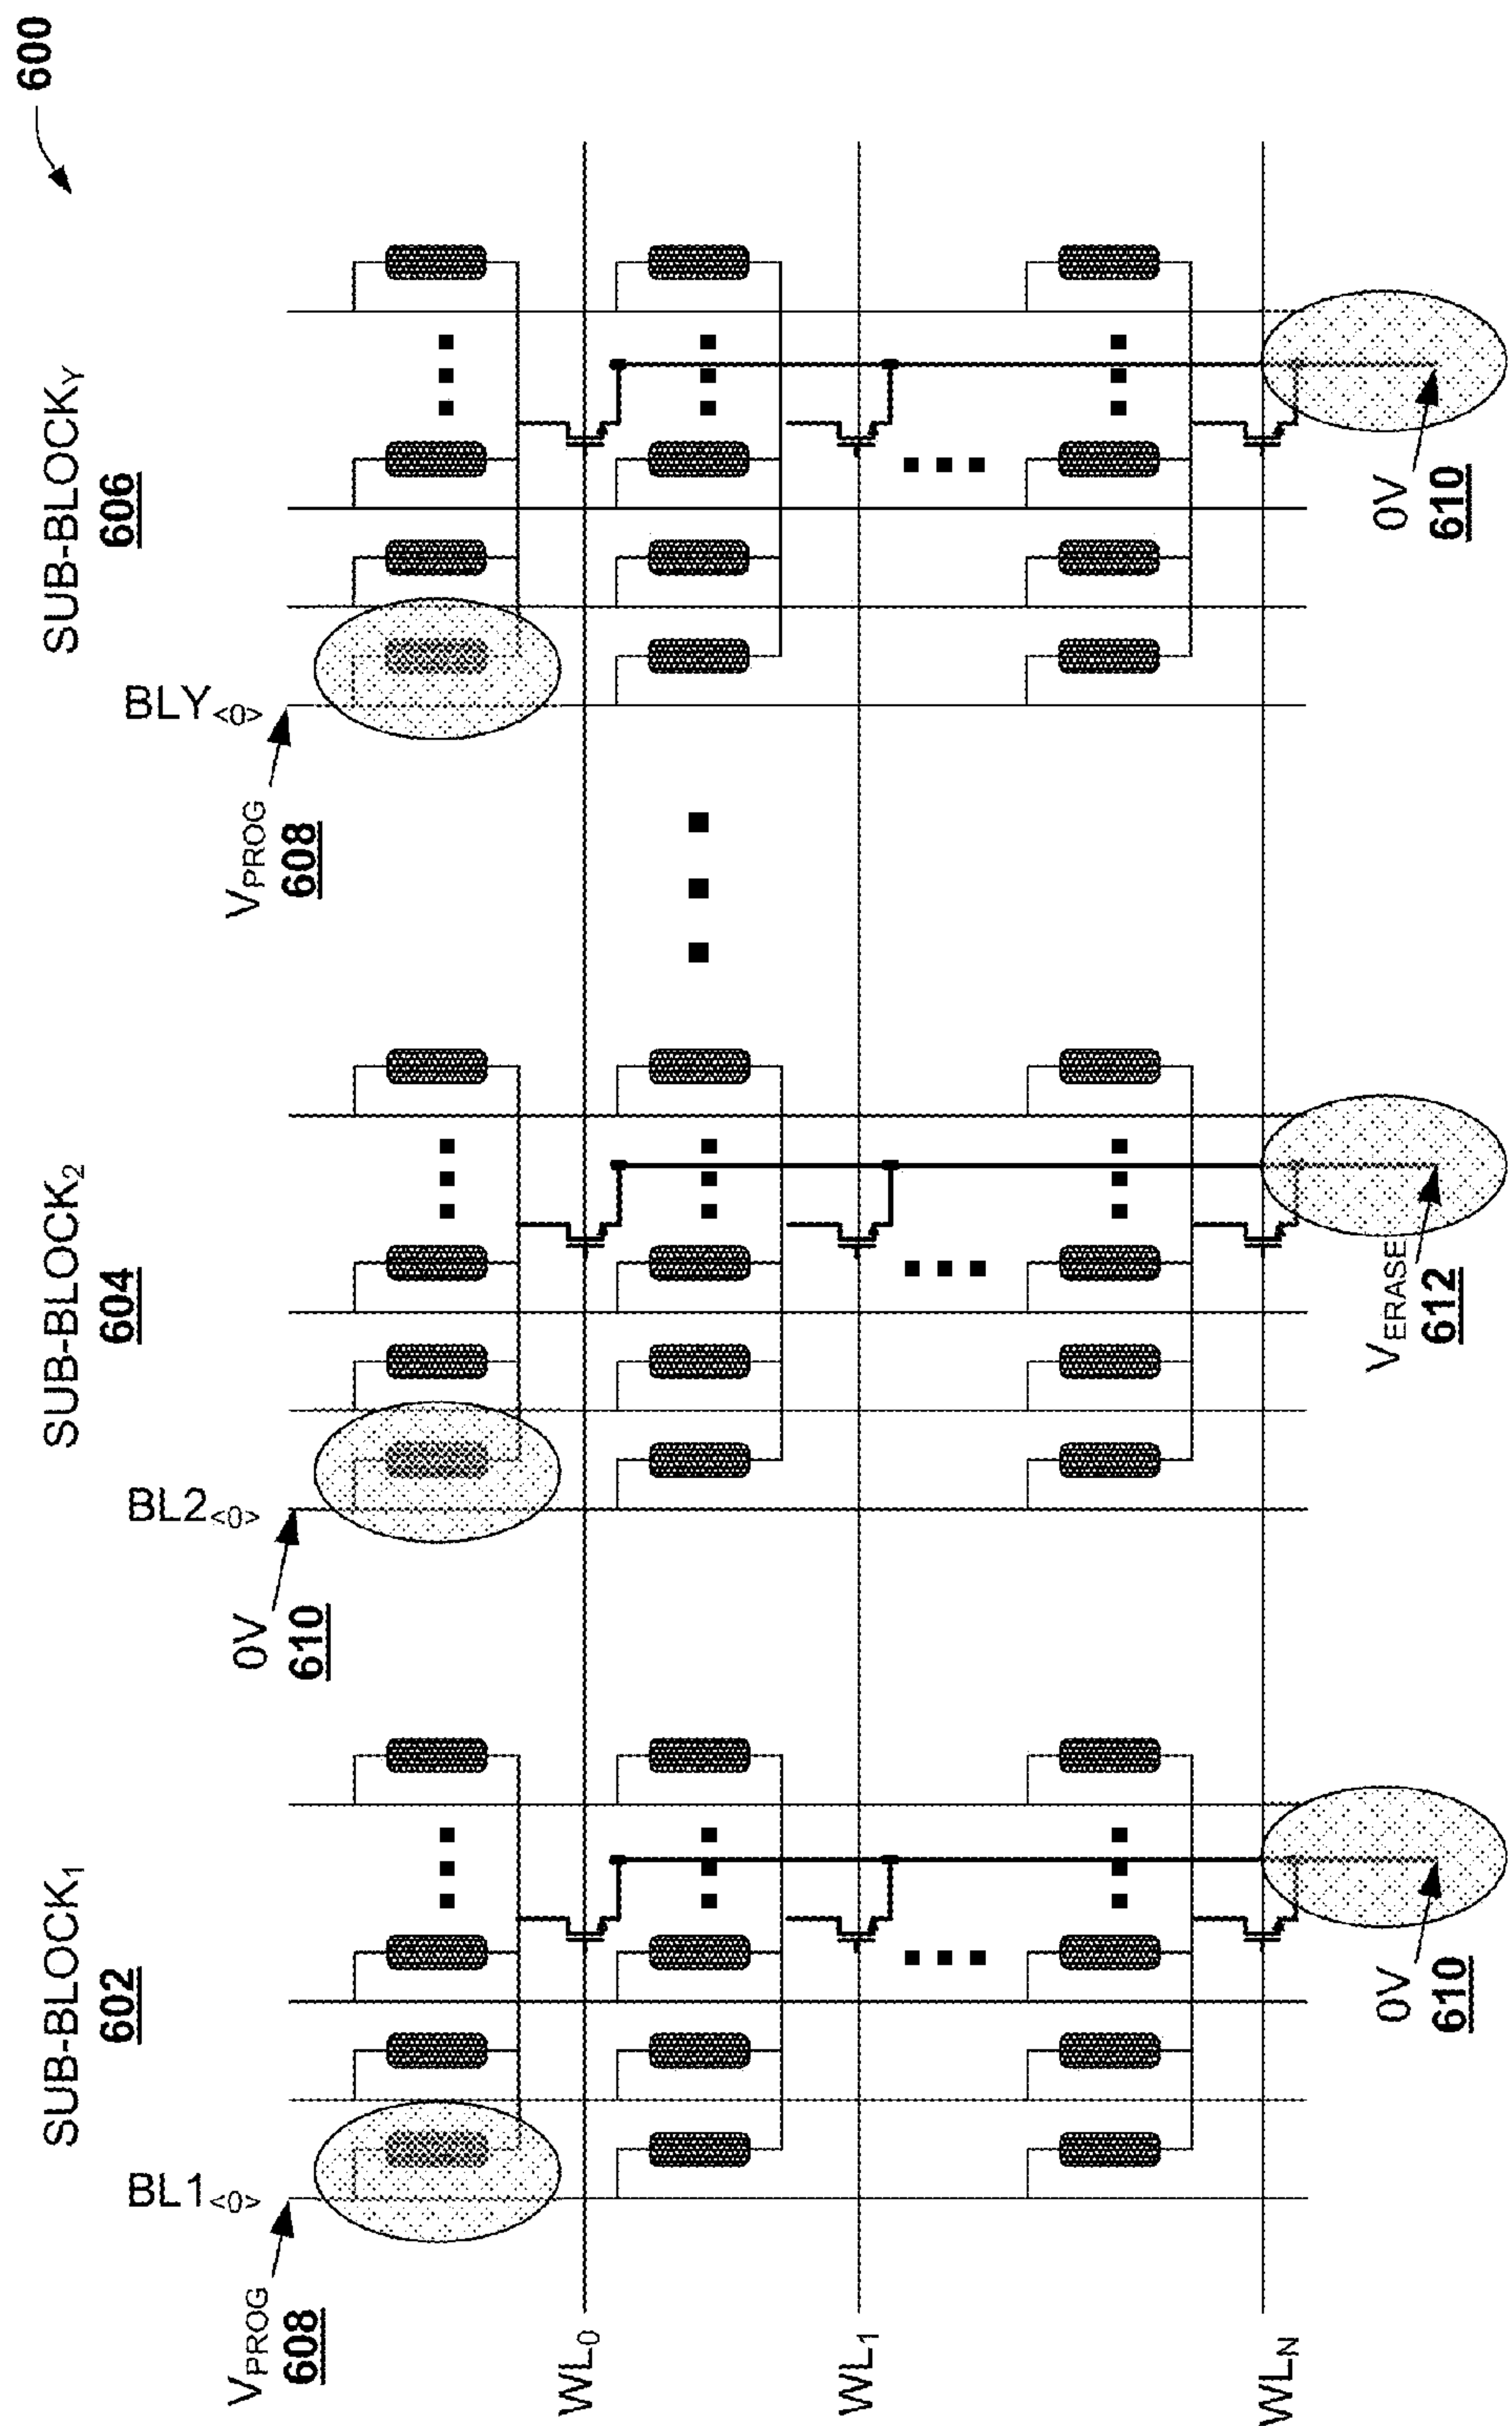 600
SUB-BLOCK₁
602
SUB-BLOCK₂
604
SUB-BLOCKY
606
BL1<0>
BL2<0>
BLY<0>
VPROG
608
0V
610
VPROG
608
WL₀
WL₁
WLN
0V
610
VERASE
612
0V
610